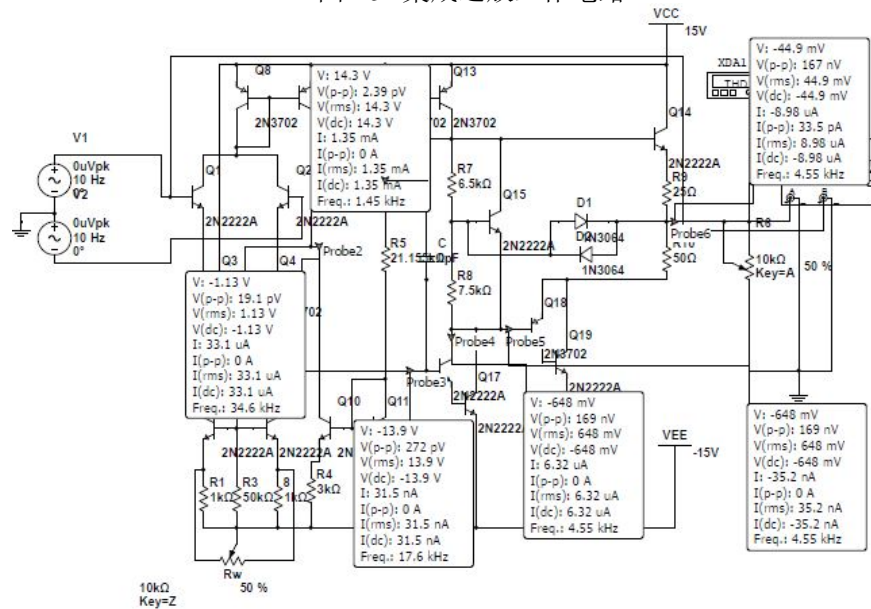 VCC
15V
Q8
Q13
XDA1
THD
2N3702
2N3702
Q14
V1
0uVpk
10 Hz
0°
V2
0uVpk
10 Hz
0°
Q1
2N2222A
2N2222A
V: 14.3 V
V(p-p): 2.39 pV
V(rms): 14.3 V
V(dc): 14.3 V
I: 1.35 mA
I(p-p): 0 A
I(rms): 1.35 mA
I(dc): 1.35 mA
Freq.: 1.45 kHz
V: -44.9 mV
V(p-p): 167 nV
V(rms): 44.9 mV
V(dc): -44.9 mV
I: -8.98 uA
I(p-p): 33.5 pA
I(rms): 8.98 uA
I(dc): -8.98 uA
Freq.: 4.55 kHz
R7
6.5kΩ
Q15
2N2222A
2N2222A
R9
25Ω
D1
1N3064
D2
1N3064
Probe6
R10
50Ω
R6
10kΩ
Key=A
50 %
Q3
Q4
Probe2
R5
C
R8
7.5kΩ
Q18
Q19
2N3702
2N2222A
Probe4
Probe5
Probe3
Q17
2N2222A
2N2222A
V: -1.13 V
V(p-p): 19.1 pV
V(rms): 1.13 V
V(dc): -1.13 V
I: 33.1 uA
I(p-p): 0 A
I(rms): 33.1 uA
I(dc): 33.1 uA
Freq.: 34.6 kHz
Q10
Q11
2N2222A
2N2222A
R1
1kΩ
R3
50kΩ
1kΩ
R4
3kΩ
V: -13.9 V
V(p-p): 272 pV
V(rms): 13.9 V
V(dc): -13.9 V
I: 31.5 nA
I(p-p): 0 A
I(rms): 31.5 nA
I(dc): 31.5 nA
Freq.: 17.6 kHz
V: -648 mV
V(p-p): 169 nV
V(rms): 648 mV
V(dc): -648 mV
I: 6.32 uA
I(p-p): 0 A
I(rms): 6.32 uA
I(dc): 6.32 uA
Freq.: 4.55 kHz
VEE
-15V
V: -648 mV
V(p-p): 169 nV
V(rms): 648 mV
V(dc): -648 mV
I: -35.2 nA
I(p-p): 0 A
I(rms): 35.2 nA
I(dc): -35.2 nA
Freq.: 4.55 kHz
Rw
50 %
10kΩ
Key=Z